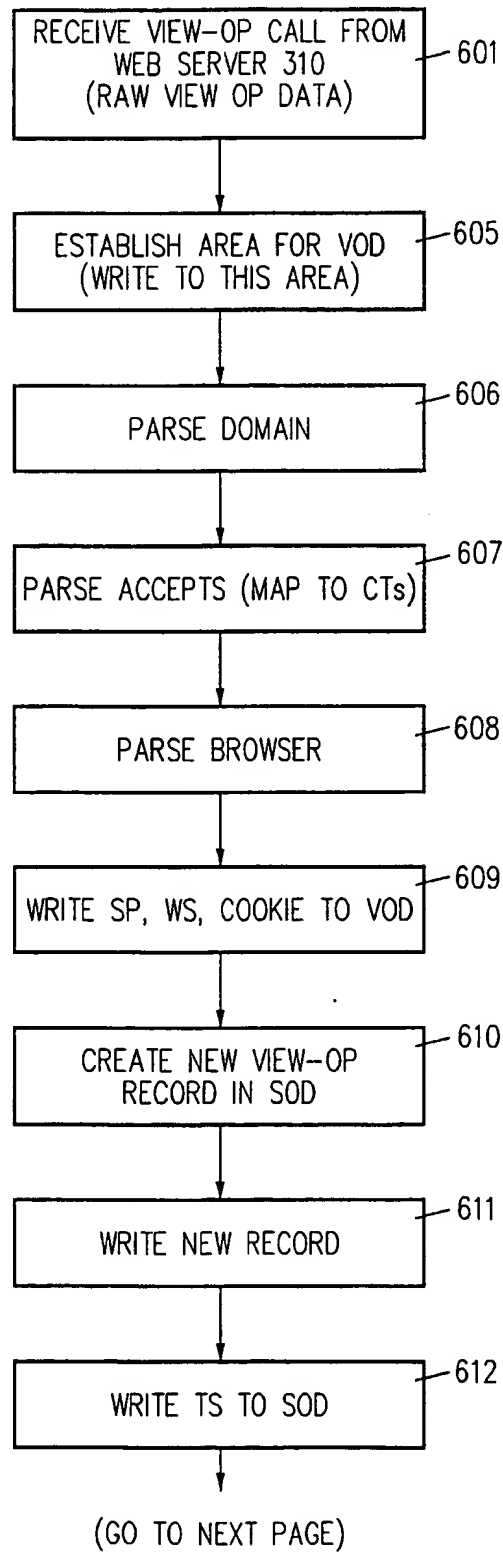 RECEIVE VIEW-OP CALL FROM
WEB SERVER 310
(RAW VIEW OP DATA)
601
ESTABLISH AREA FOR VOD
(WRITE TO THIS AREA)
605
PARSE DOMAIN
606
PARSE ACCEPTS (MAP TO CTs)
607
PARSE BROWSER
608
WRITE SP, WS, COOKIE TO VOD
609
CREATE NEW VIEW-OP
RECORD IN SOD
610
WRITE NEW RECORD
611
WRITE TS TO SOD
612
(GO TO NEXT PAGE)